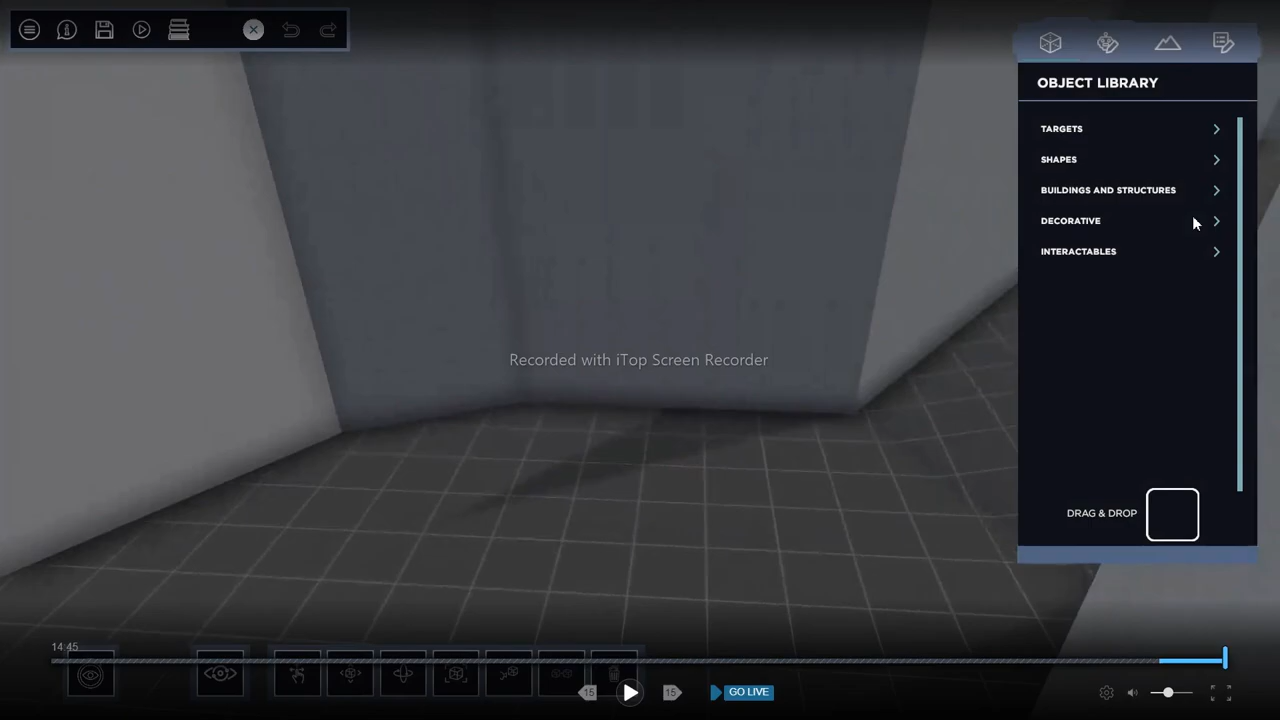 OBJECT LIBRARY
TARGETS
SHAPES
BUILDINGS AND STRUCTURES
DECORATIVE
INTERACTABLES
Recorded with iTop Screen Recorder
DRAG & DROP
14:45
15
15
GO LIVE